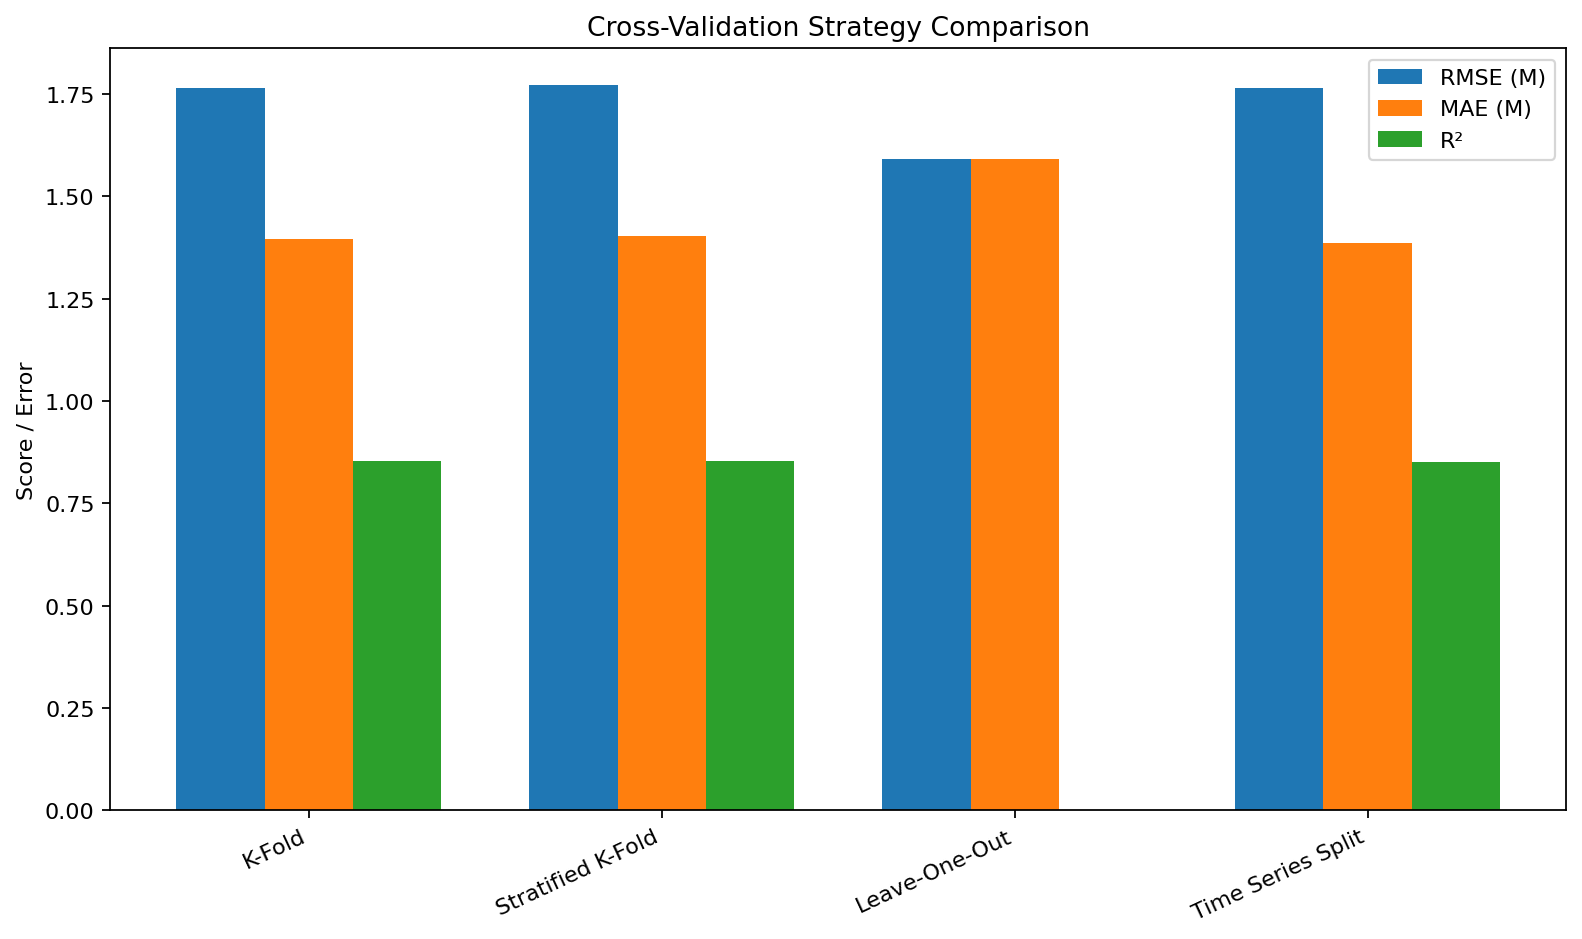 Cross-Validation Strategy Comparison
RMSE (M)
MAE (M)
R²
Score / Error
1.75
1.50
1.25
1.00
0.75
0.50
0.25
0.00
K-Fold
Stratified K-Fold
Leave-One-Out
Time Series Split